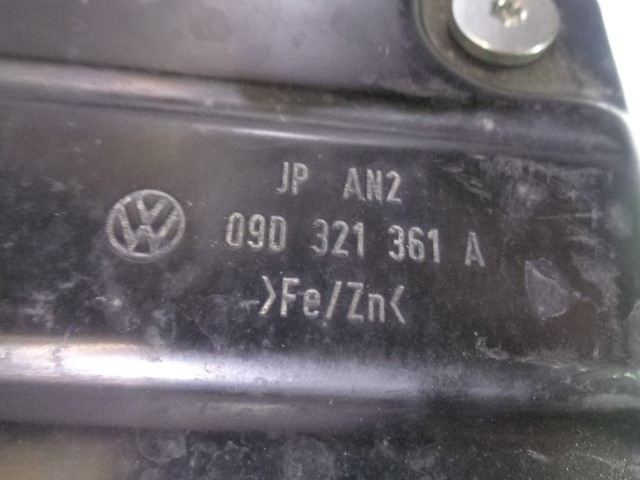 JP AN2
09D 321 361 A
>Fe/Zn<